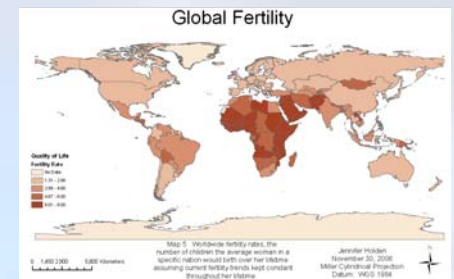 Global Fertility
Quality of Life
Fertility Rate
No Data
Kilometers
Map 5. Worldwide fertility rates, the
number of children the average woman in a
specific nation would birth over her lifetime
assuming current fertility trends kept constant
throughout her lifetime
Jennifer Holden
November 30, 2006
Miller Cylindrical Projection
Datum: WGS 1984